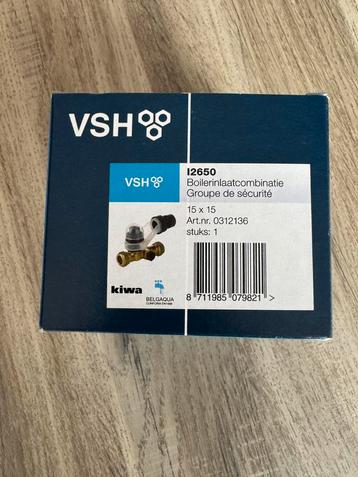 VSH
VSH
I2650
Boilerinlaatcombinatie
Groupe de sécurité
15 x 15
Art.nr. 0312136
stuks: 1
kiwa
BELGAQUA
8 711985 079821 >